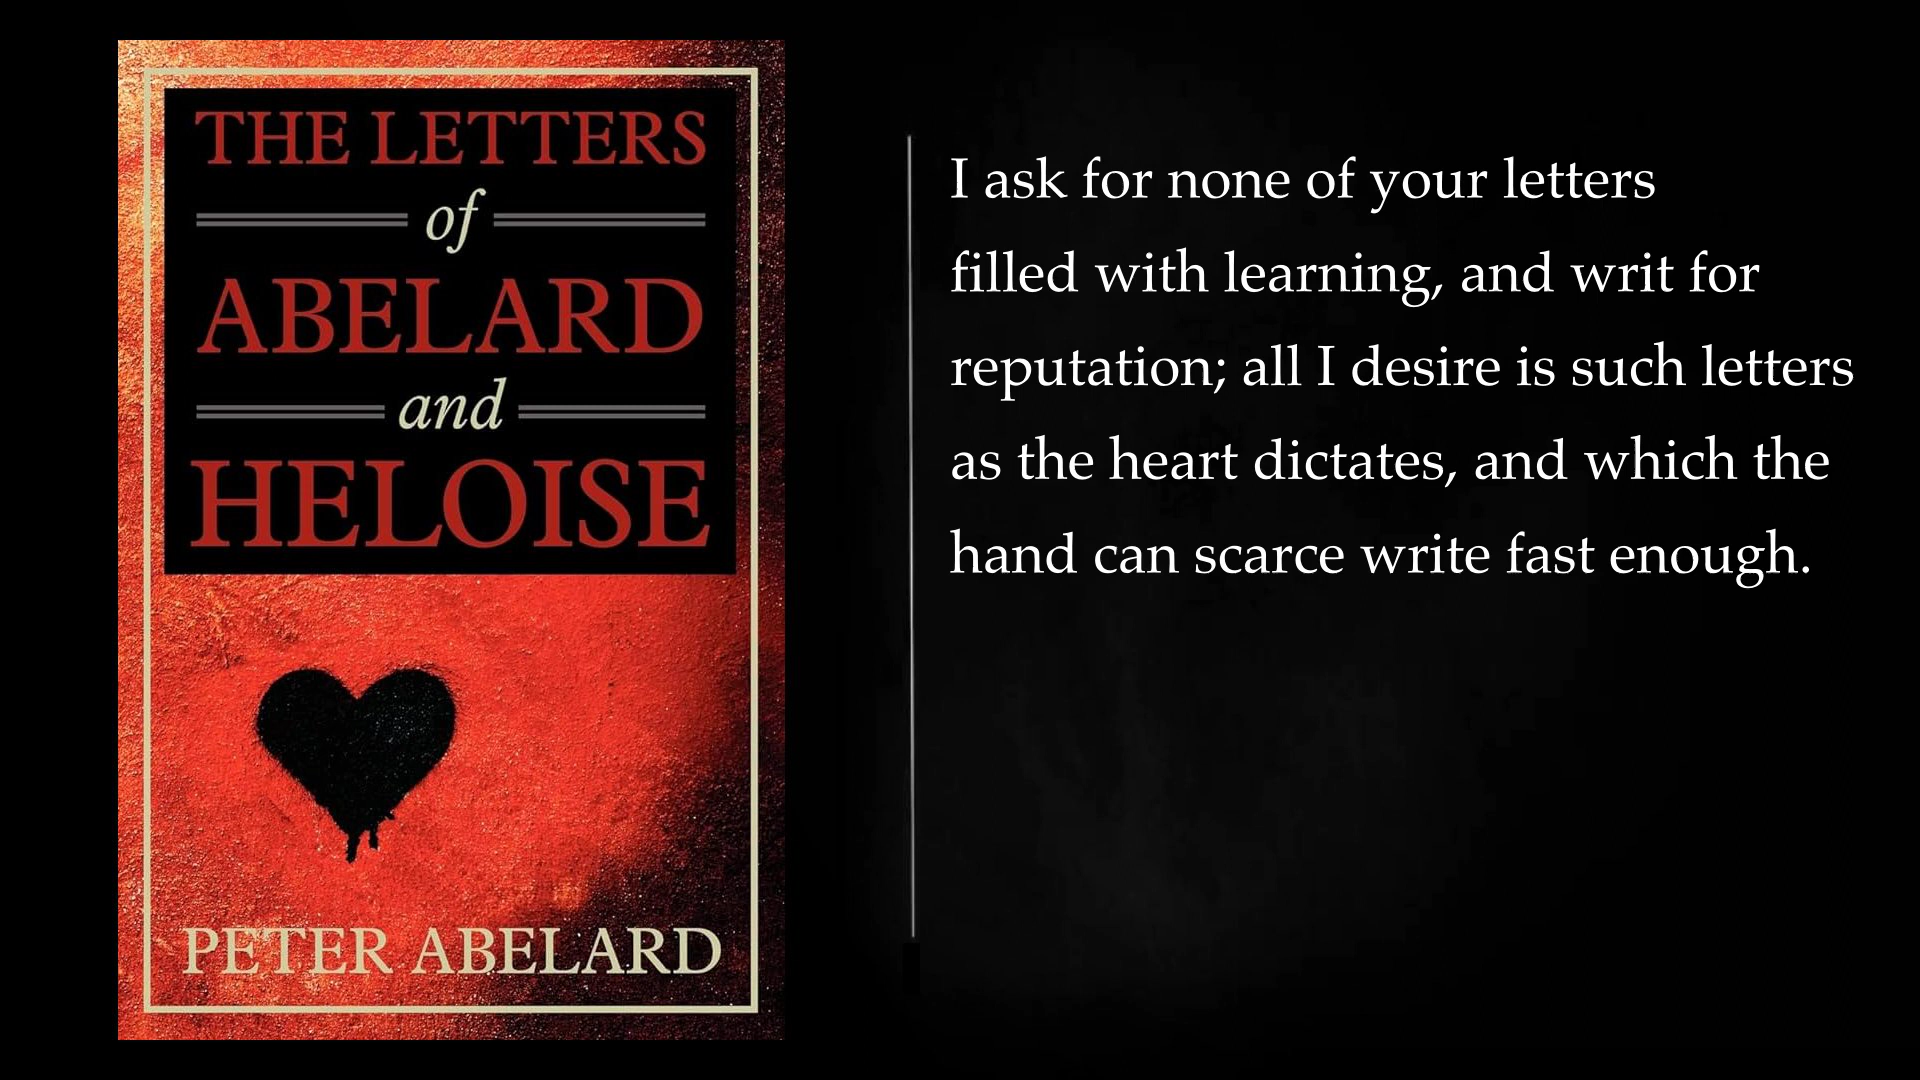 THE LETTERS
of
ABELARD
and
HELOISE
PETER ABELARD
I ask for none of your letters
filled with learning, and writ for
reputation; all I desire is such letters
as the heart dictates, and which the
hand can scarce write fast enough.